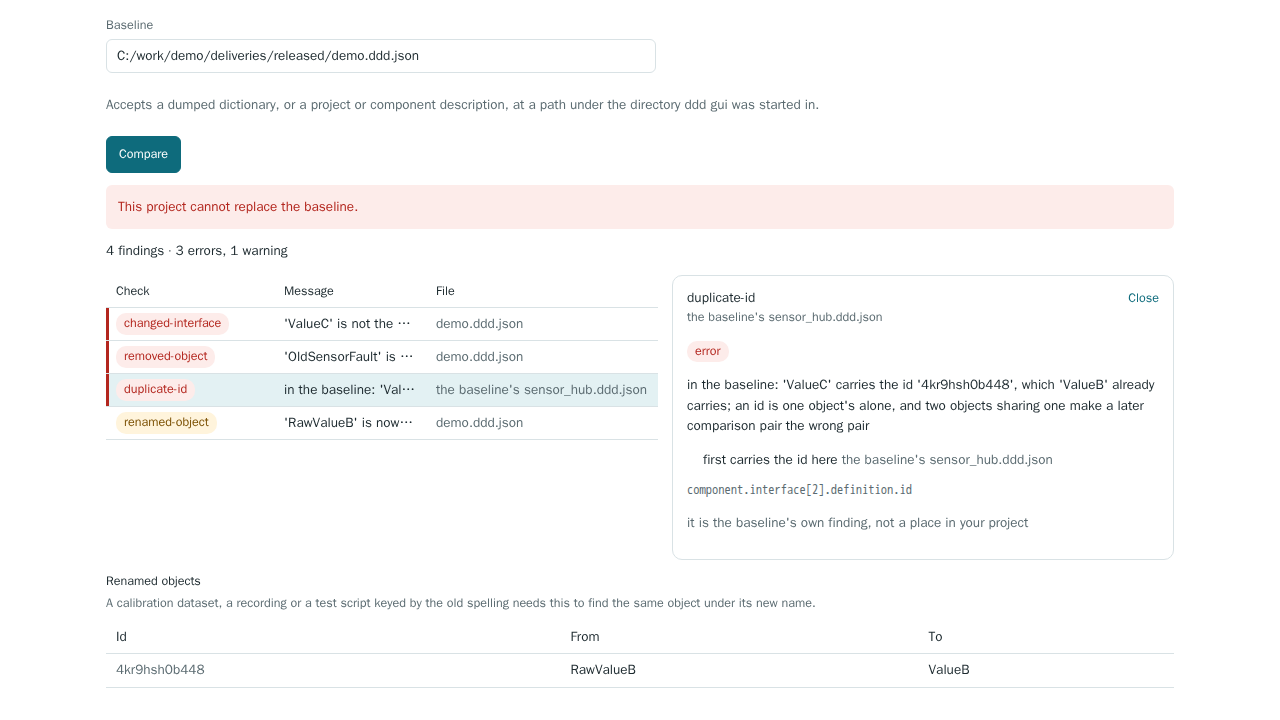 Baseline
C:/work/demo/deliveries/released/demo.ddd.json
Accepts a dumped dictionary, or a project or component description, at a path under the directory ddd gui was started in.
Compare
This project cannot replace the baseline.
4 findings · 3 errors, 1 warning
Check Message File
changed-interface 'ValueC' is not the ··· demo.ddd.json
removed-object 'OldSensorFault' is ··· demo.ddd.json
duplicate-id in the baseline: 'Val··· the baseline's sensor_hub.ddd.json
renamed-object 'RawValueB' is now··· demo.ddd.json
duplicate-id Close
the baseline's sensor_hub.ddd.json
error
in the baseline: 'ValueC' carries the id '4kr9hsh0b448', which 'ValueB' already
carries; an id is one object's alone, and two objects sharing one make a later
comparison pair the wrong pair
first carries the id here the baseline's sensor_hub.ddd.json
component.interface[2].definition.id
it is the baseline's own finding, not a place in your project
Renamed objects
A calibration dataset, a recording or a test script keyed by the old spelling needs this to find the same object under its new name.
Id From To
4kr9hsh0b448 RawValueB ValueB